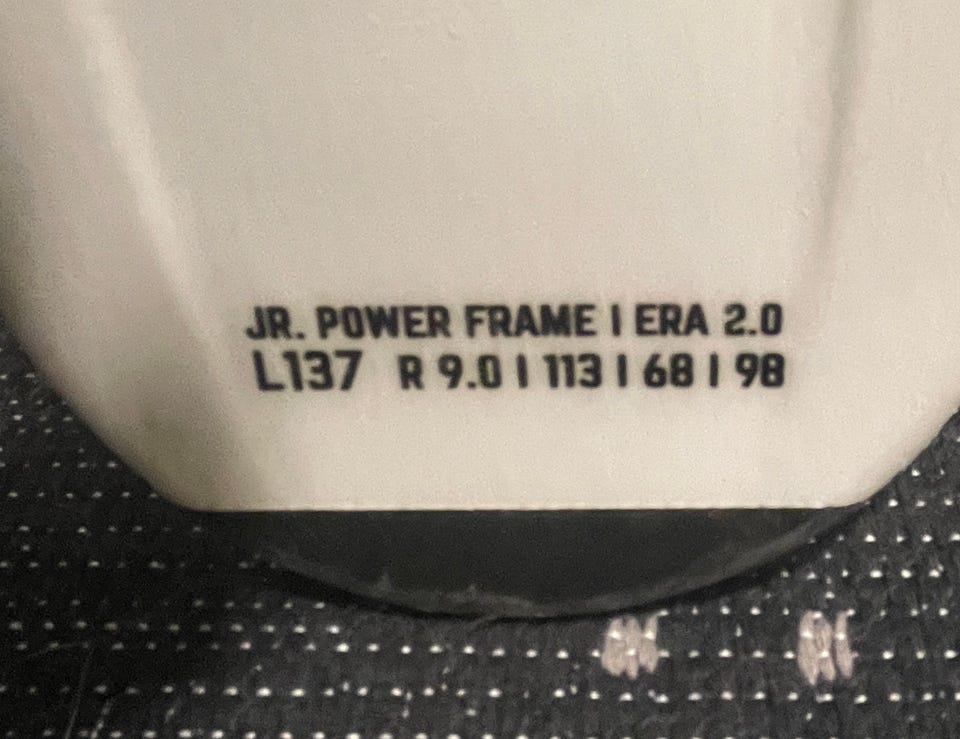 JR. POWER FRAME | ERA 2.0
L137 R 9.0 | 113 | 68 | 98